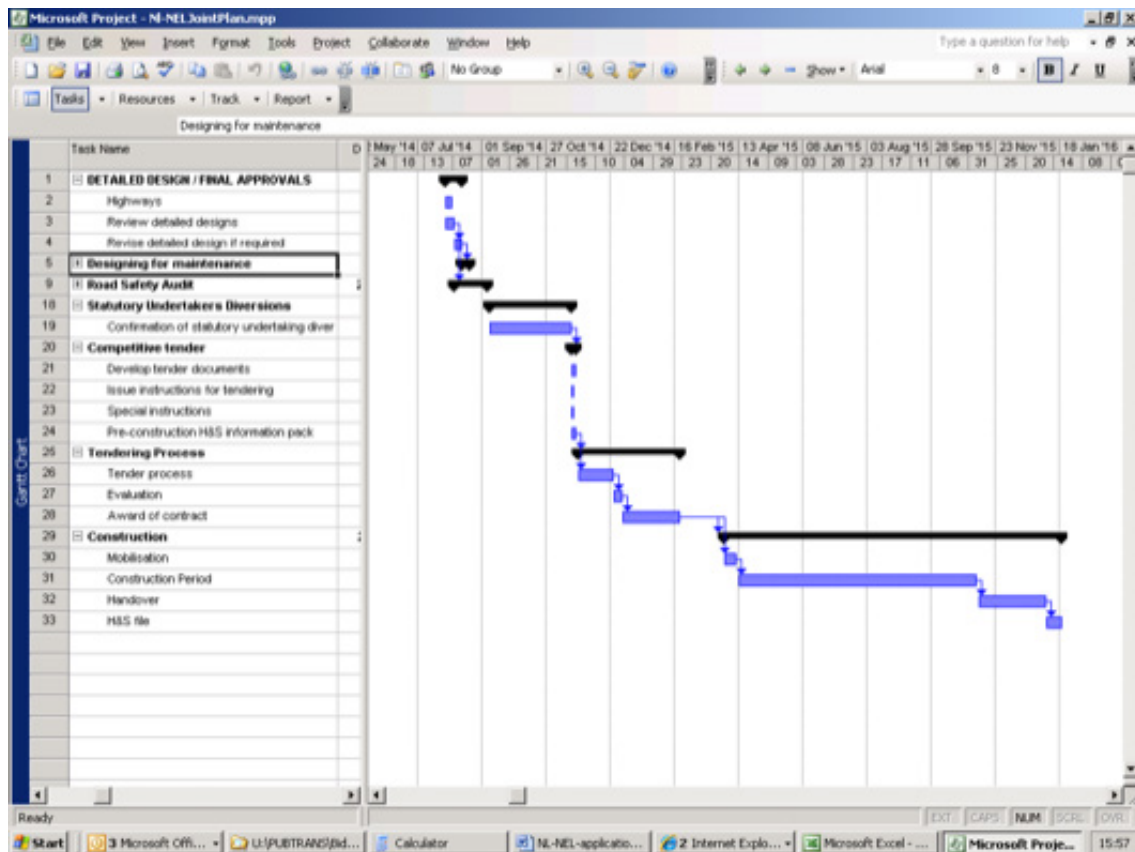 Microsoft Project - NI-NELJointPlan.mpp
File Edit View Insert Format Tools Project Collaborate Window Help Type a question for help
No Group Show Arial 8 B I U
Tasks Resources Track Report
Designing for maintenance
Task Name D May '14 07 Jul '14 01 Sep '14 27 Oct '14 22 Dec '14 16 Feb '15 13 Apr '15 08 Jun '15 03 Aug '15 28 Sep '15 23 Nov '15 18 Jan '16
24 18 13 07 01 26 21 15 10 04 29 23 20 14 09 03 28 23 17 11 06 31 25 20 14 08
1 DETAILED DESIGN / FINAL APPROVALS
2 Highways
3 Review detailed designs
4 Revise detailed design if required
5 Designing for maintenance
9 Road Safety Audit 2
18 Statutory Undertakers Diversions
19 Confirmation of statutory undertaking diver
20 Competitive tender
21 Develop tender documents
22 Issue instructions for tendering
23 Special instructions
24 Pre-construction H&S information pack
25 Tendering Process
26 Tender process
27 Evaluation
28 Award of contract
29 Construction 2
30 Mobilisation
31 Construction Period
32 Handover
33 H&S file
Gantt Chart
Ready EXT CAPS NUM SCRL OVR
Start 3 Microsoft Offi... U:\PUBTRANS\Bid... Calculator NL-NEL-applicatio... 2 Internet Explo... Microsoft Excel - .... Microsoft Proje... 15:57